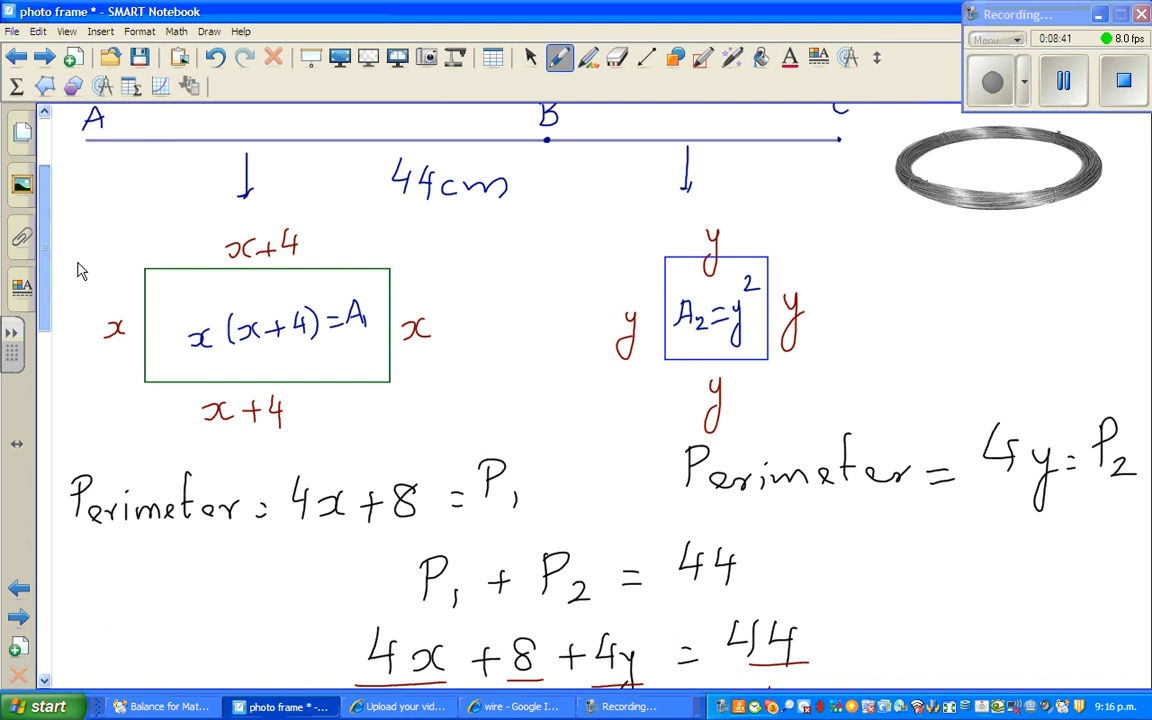 photo frame * - SMART Notebook
Recording...
File Edit View Insert Format Math Draw Help
Menu
0:08:41
8.0 fps
A
B
C
44cm
x+4
x
x(x+4)=A₁
x
x+4
y
y
A₂=y²
y
y
Perimeter = 4x+8 = P₁
Perimeter = 4y = P₂
P₁ + P₂ = 44
4x + 8 + 4y = 44
start
Balance for Mat...
photo frame * -...
Upload your vid...
wire - Google I...
Recording...
9:16 p.m.